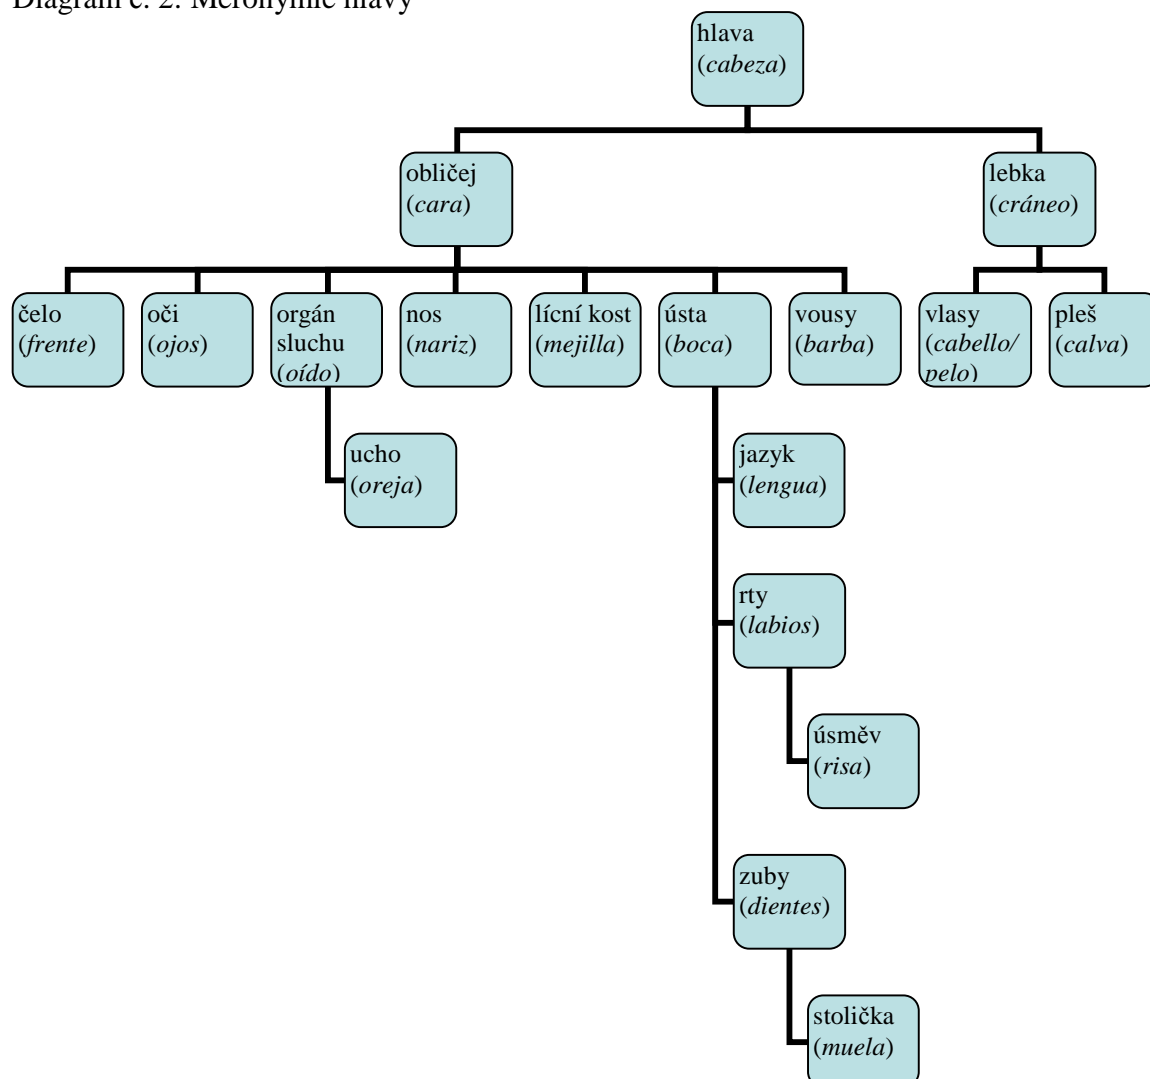 Diagram č. 2: Meronymie hlavy
hlava
(cabeza)
obličej
(cara)
lebka
(cráneo)
čelo
(frente)
oči
(ojos)
orgán
sluchu
(oído)
nos
(nariz)
lícní kost
(mejilla)
ústa
(boca)
vousy
(barba)
vlasy
(cabello/
pelo)
pleš
(calva)
ucho
(oreja)
jazyk
(lengua)
rty
(labios)
úsměv
(risa)
zuby
(dientes)
stolička
(muela)